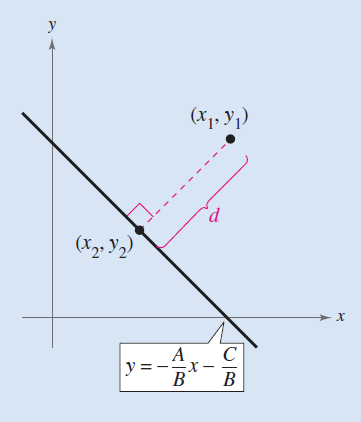 y
(x₁, y₁)
d
(x₂, y₂)
x
y = −A/B x − C/B